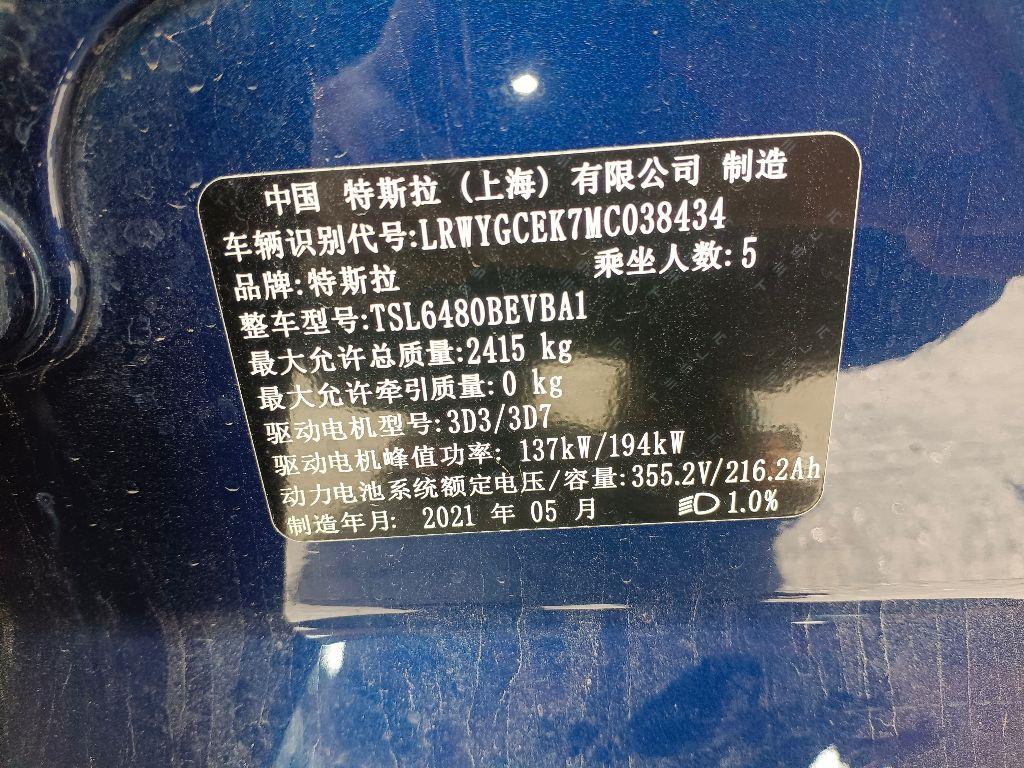 中国 特斯拉 (上海) 有限公司 制造
车辆识别代号:LRWYGCEK7MC038434
品牌:特斯拉 乘坐人数:5
整车型号:TSL6480BEVBA1
最大允许总质量:2415 kg
最大允许牵引质量:0 kg
驱动电机型号:3D3/3D7
驱动电机峰值功率: 137kW/194kW
动力电池系统额定电压/容量:355.2V/216.2Ah
制造年月: 2021 年 05 月 1.0%